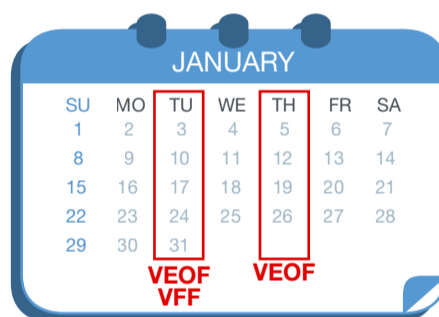 JANUARY
SU MO TU WE TH FR SA
1 2 3 4 5 6 7
8 9 10 11 12 13 14
15 16 17 18 19 20 21
22 23 24 25 26 27 28
29 30 31
VEOF VEOF
VFF